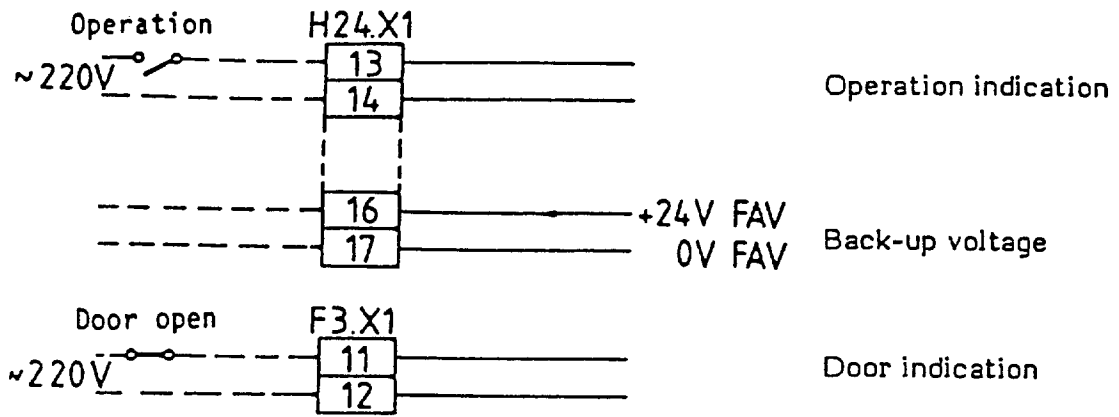 Operation H24.X1
~220V 13
14 Operation indication
16 +24V FAV
17 0V FAV Back-up voltage
Door open F3.X1
~220V 11
12 Door indication